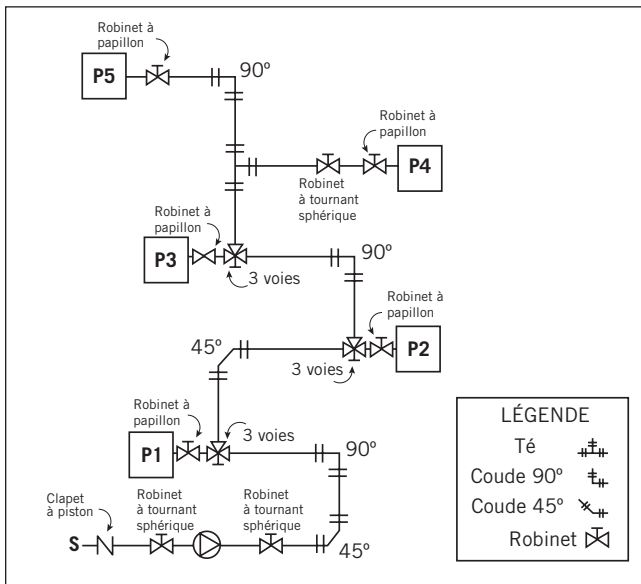 Robinet à
papillon
P5
90º
Robinet à
papillon
P4
Robinet
à tournant
sphérique
Robinet à
papillon
P3
90º
3 voies
Robinet à
papillon
45º
P2
3 voies
Robinet à
papillon
3 voies
P1
90º
Clapet
à piston
Robinet
à tournant
sphérique
Robinet
à tournant
sphérique
S
45º
LÉGENDE
Té
Coude 90º
Coude 45º
Robinet